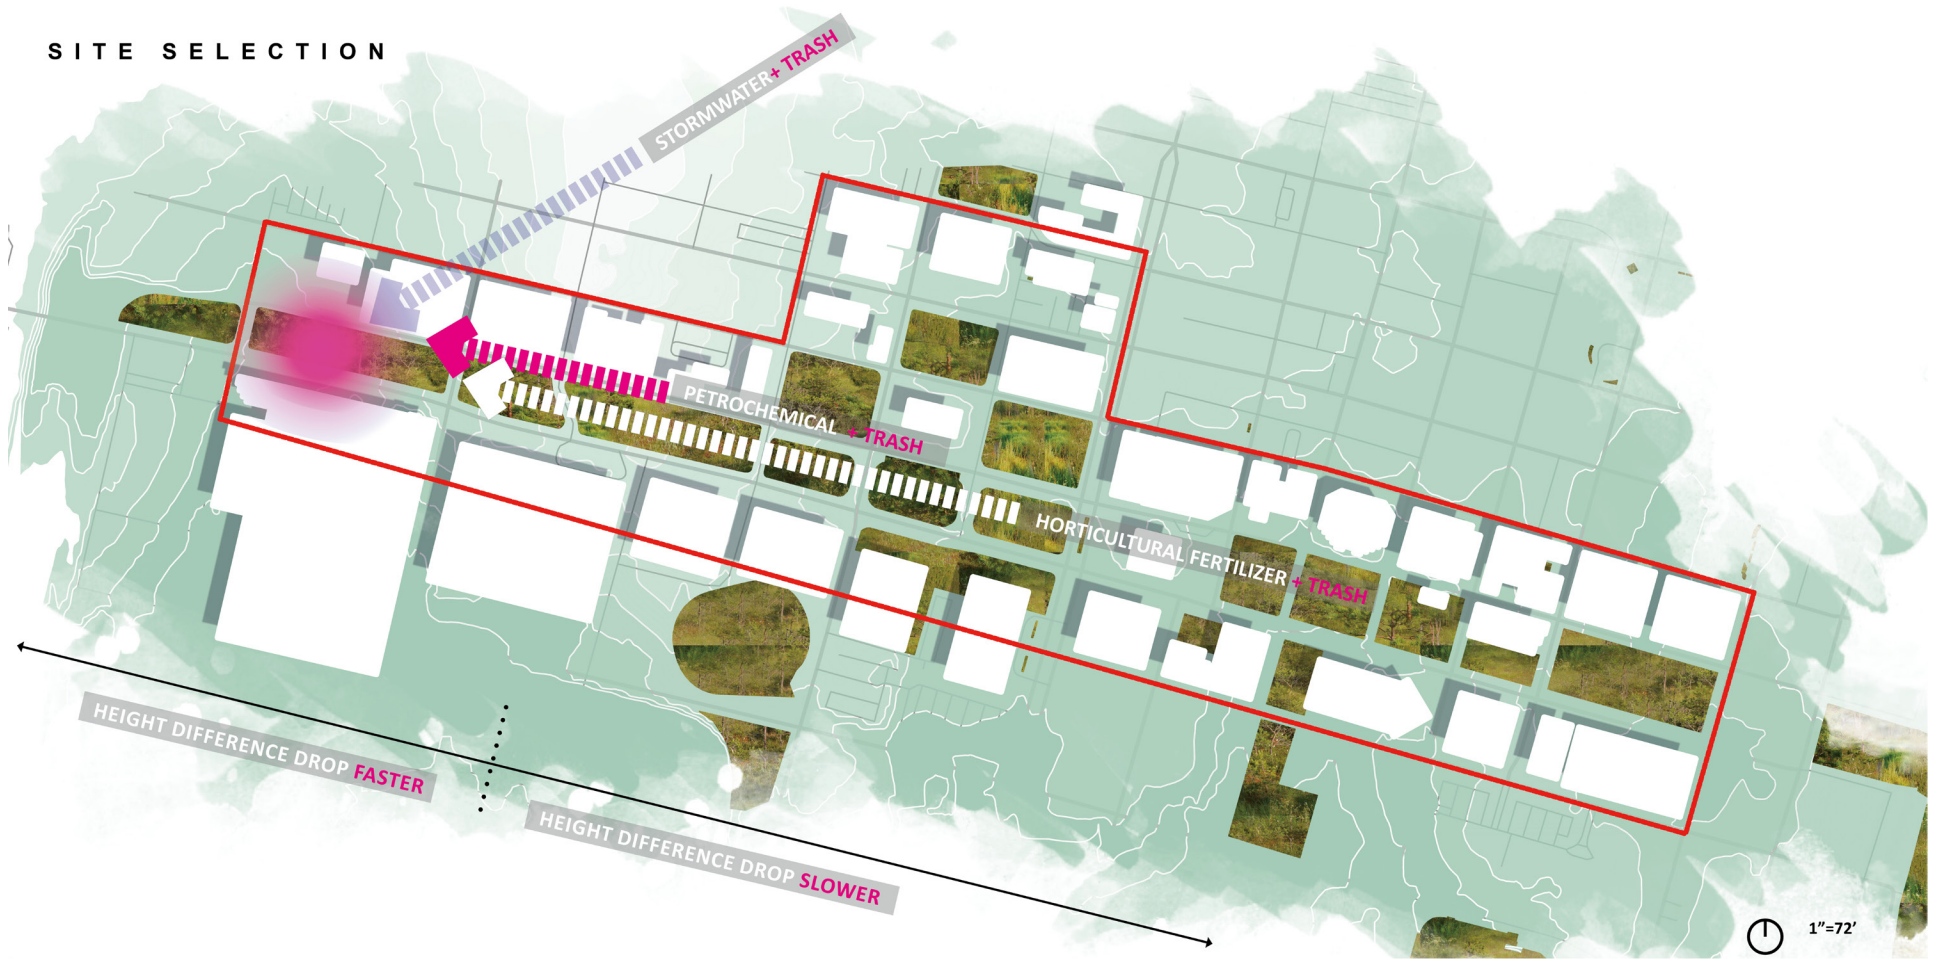 SITE SELECTION
STORMWATER+ TRASH
PETROCHEMICAL + TRASH
HORTICULTURAL FERTILIZER + TRASH
HEIGHT DIFFERENCE DROP FASTER
HEIGHT DIFFERENCE DROP SLOWER
1”=72’